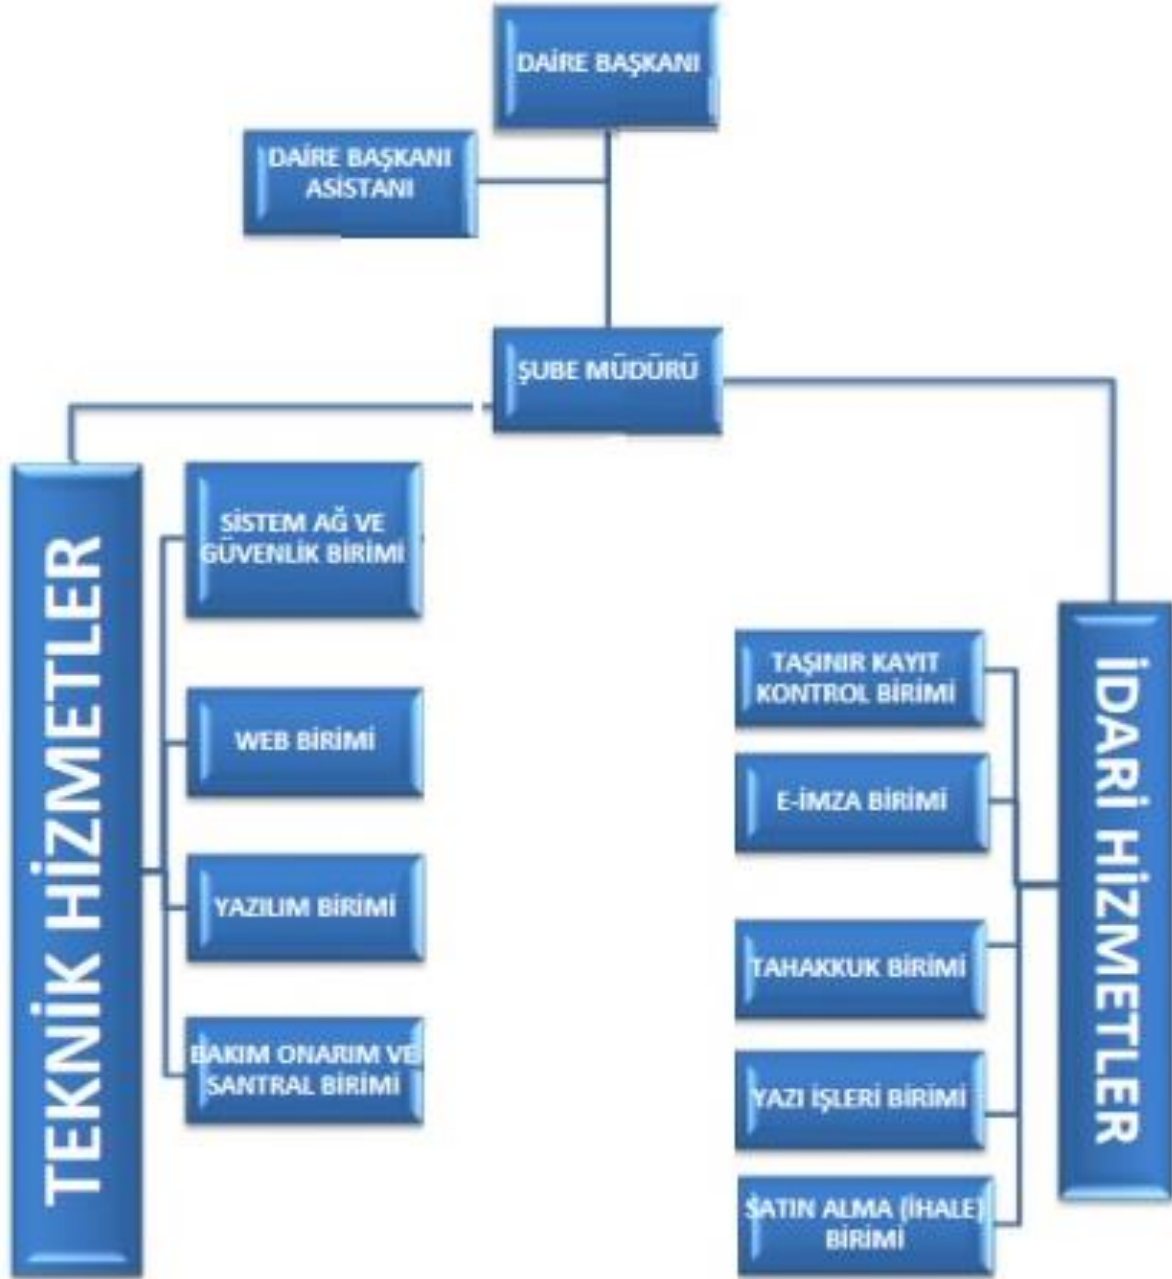 DAİRE BAŞKANI
DAİRE BAŞKANI
ASİSTANI
ŞUBE MÜDÜRÜ
TEKNİK HİZMETLER
SİSTEM AĞ VE
GÜVENLİK BİRİMİ
WEB BİRİMİ
YAZILIM BİRİMİ
BAKIM ONARIM VE
SANTRAL BİRİMİ
İDARİ HİZMETLER
TAŞINIR KAYIT
KONTROL BİRİMİ
E-İMZA BİRİMİ
TAHAKKUK BİRİMİ
YAZI İŞLERİ BİRİMİ
SATIN ALMA (İHALE)
BİRİMİ